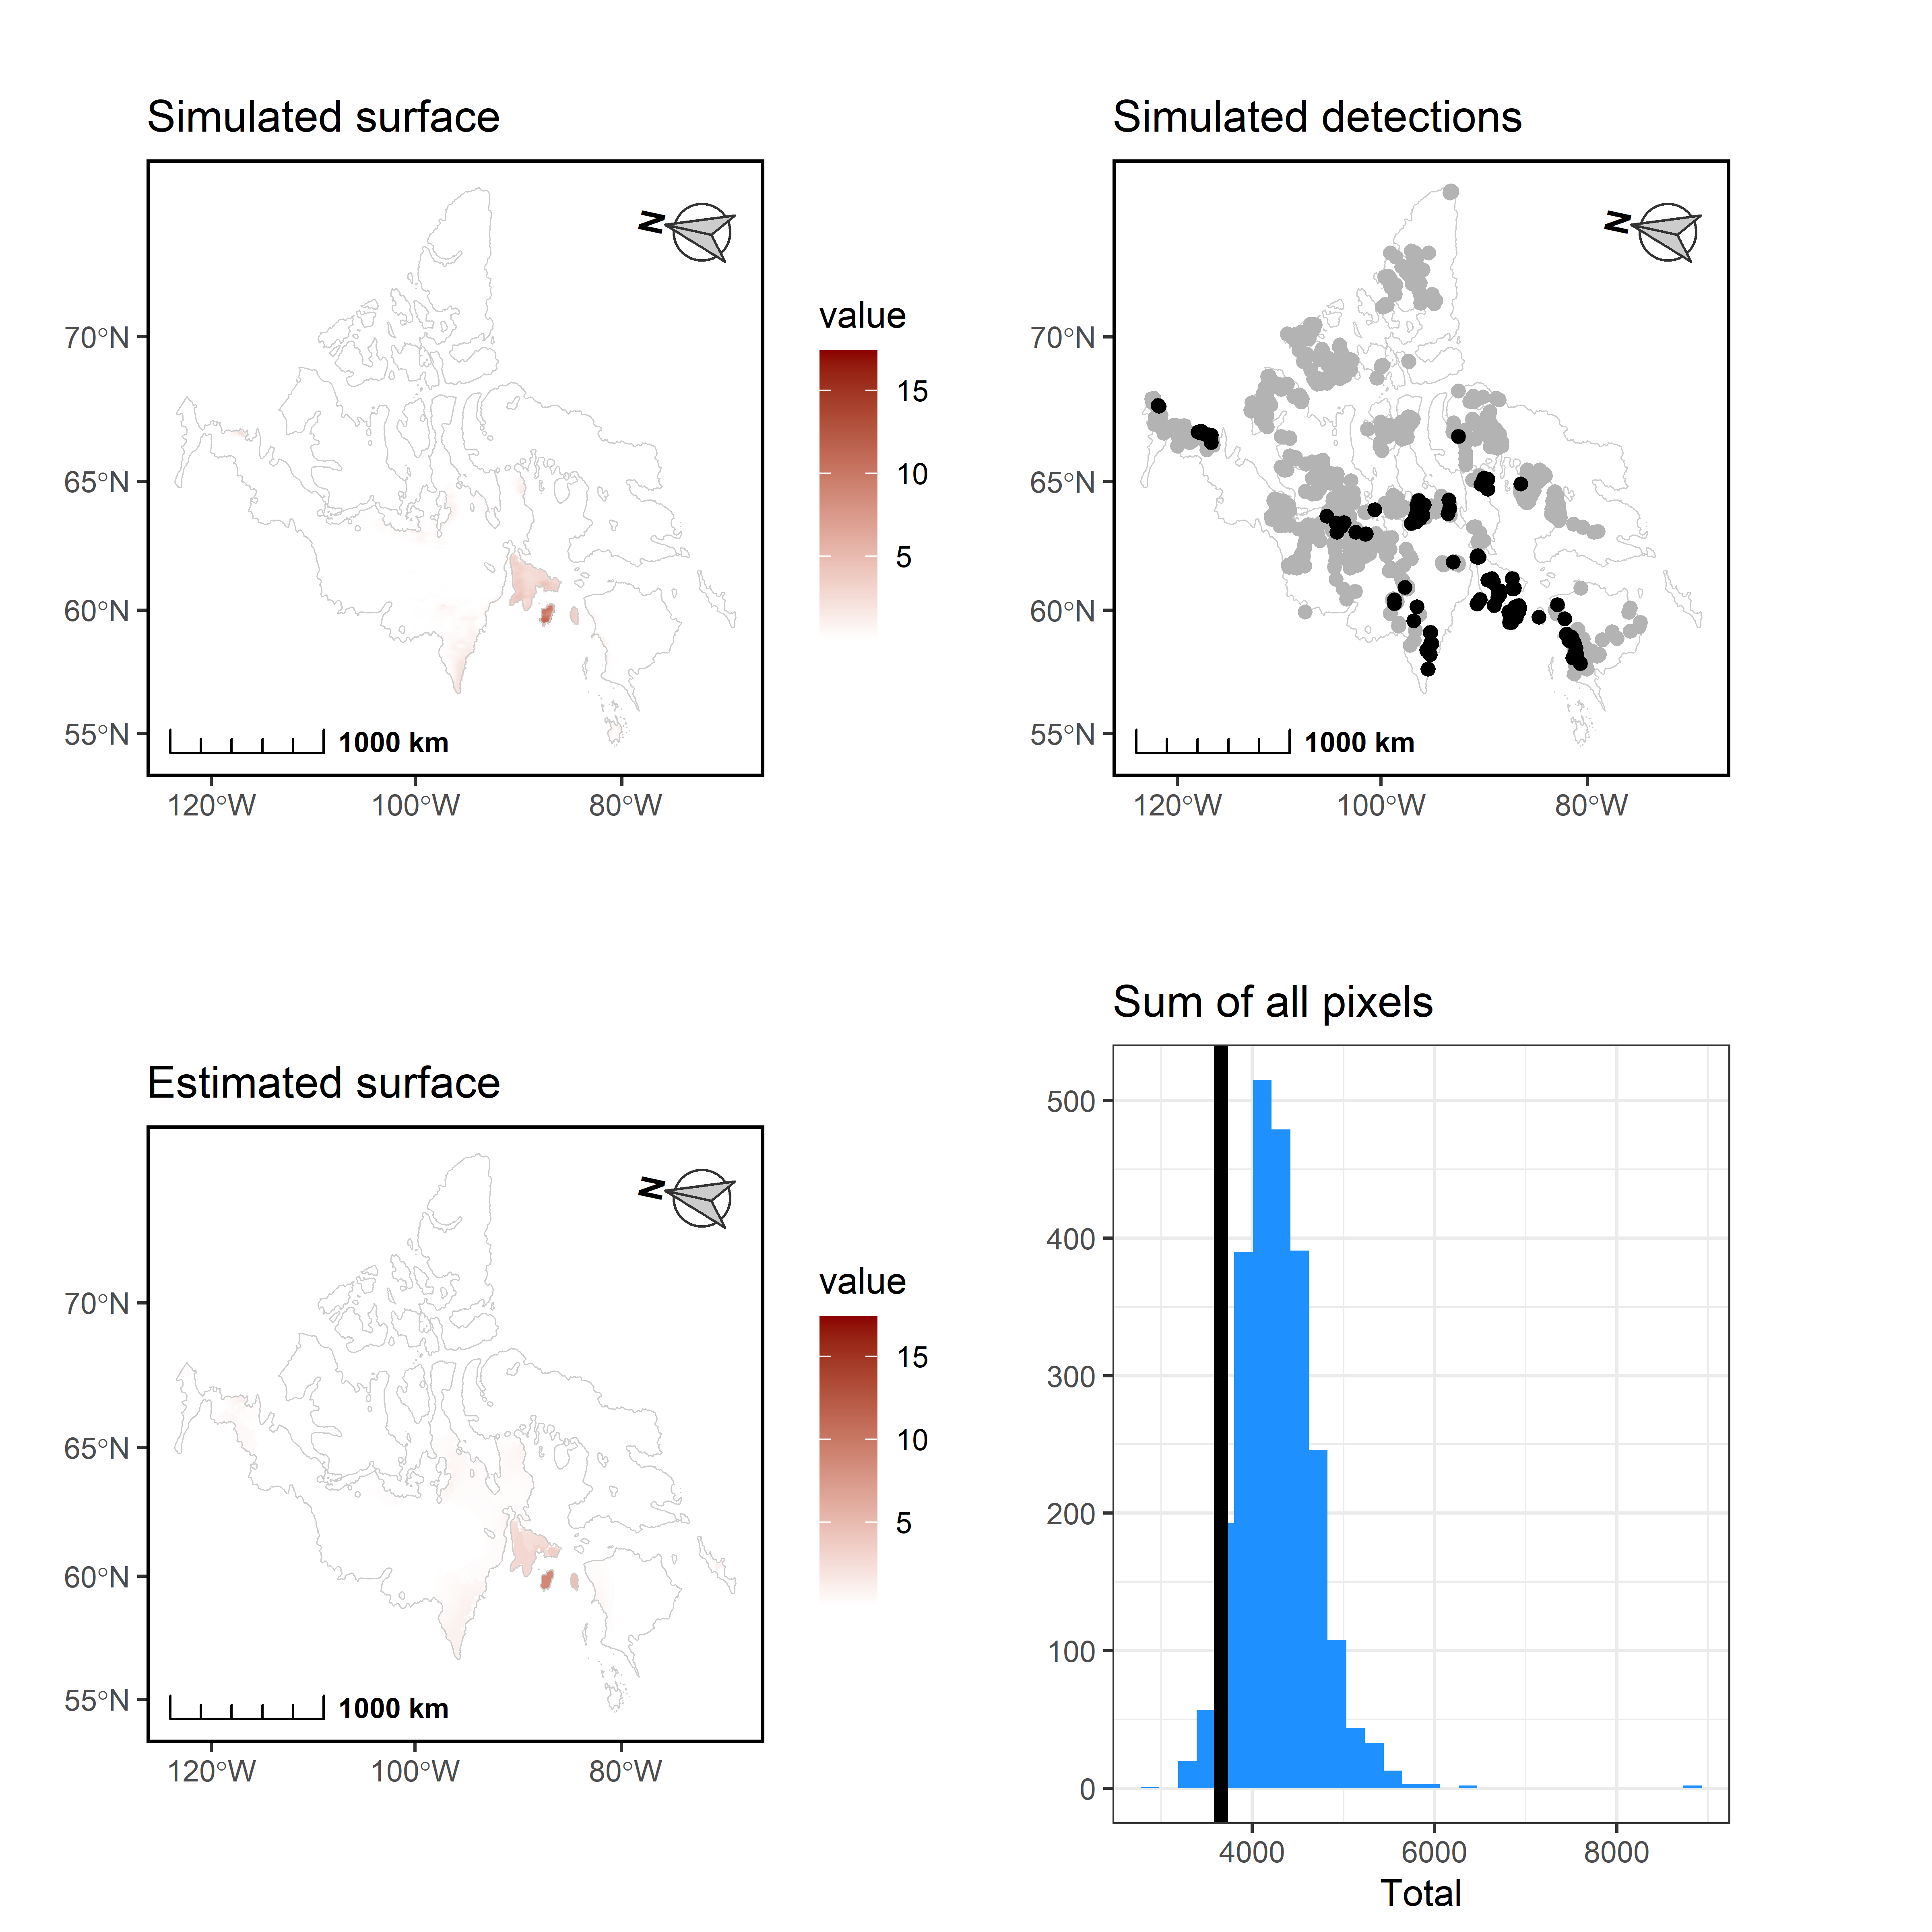 Simulated surface
N
70°N
65°N
60°N
55°N
1000 km
120°W 100°W 80°W
value
15
10
5
Simulated detections
N
70°N
65°N
60°N
55°N
1000 km
120°W 100°W 80°W
Estimated surface
N
70°N
65°N
60°N
55°N
1000 km
120°W 100°W 80°W
value
15
10
5
Sum of all pixels
500
400
300
200
100
0
4000 6000 8000
Total